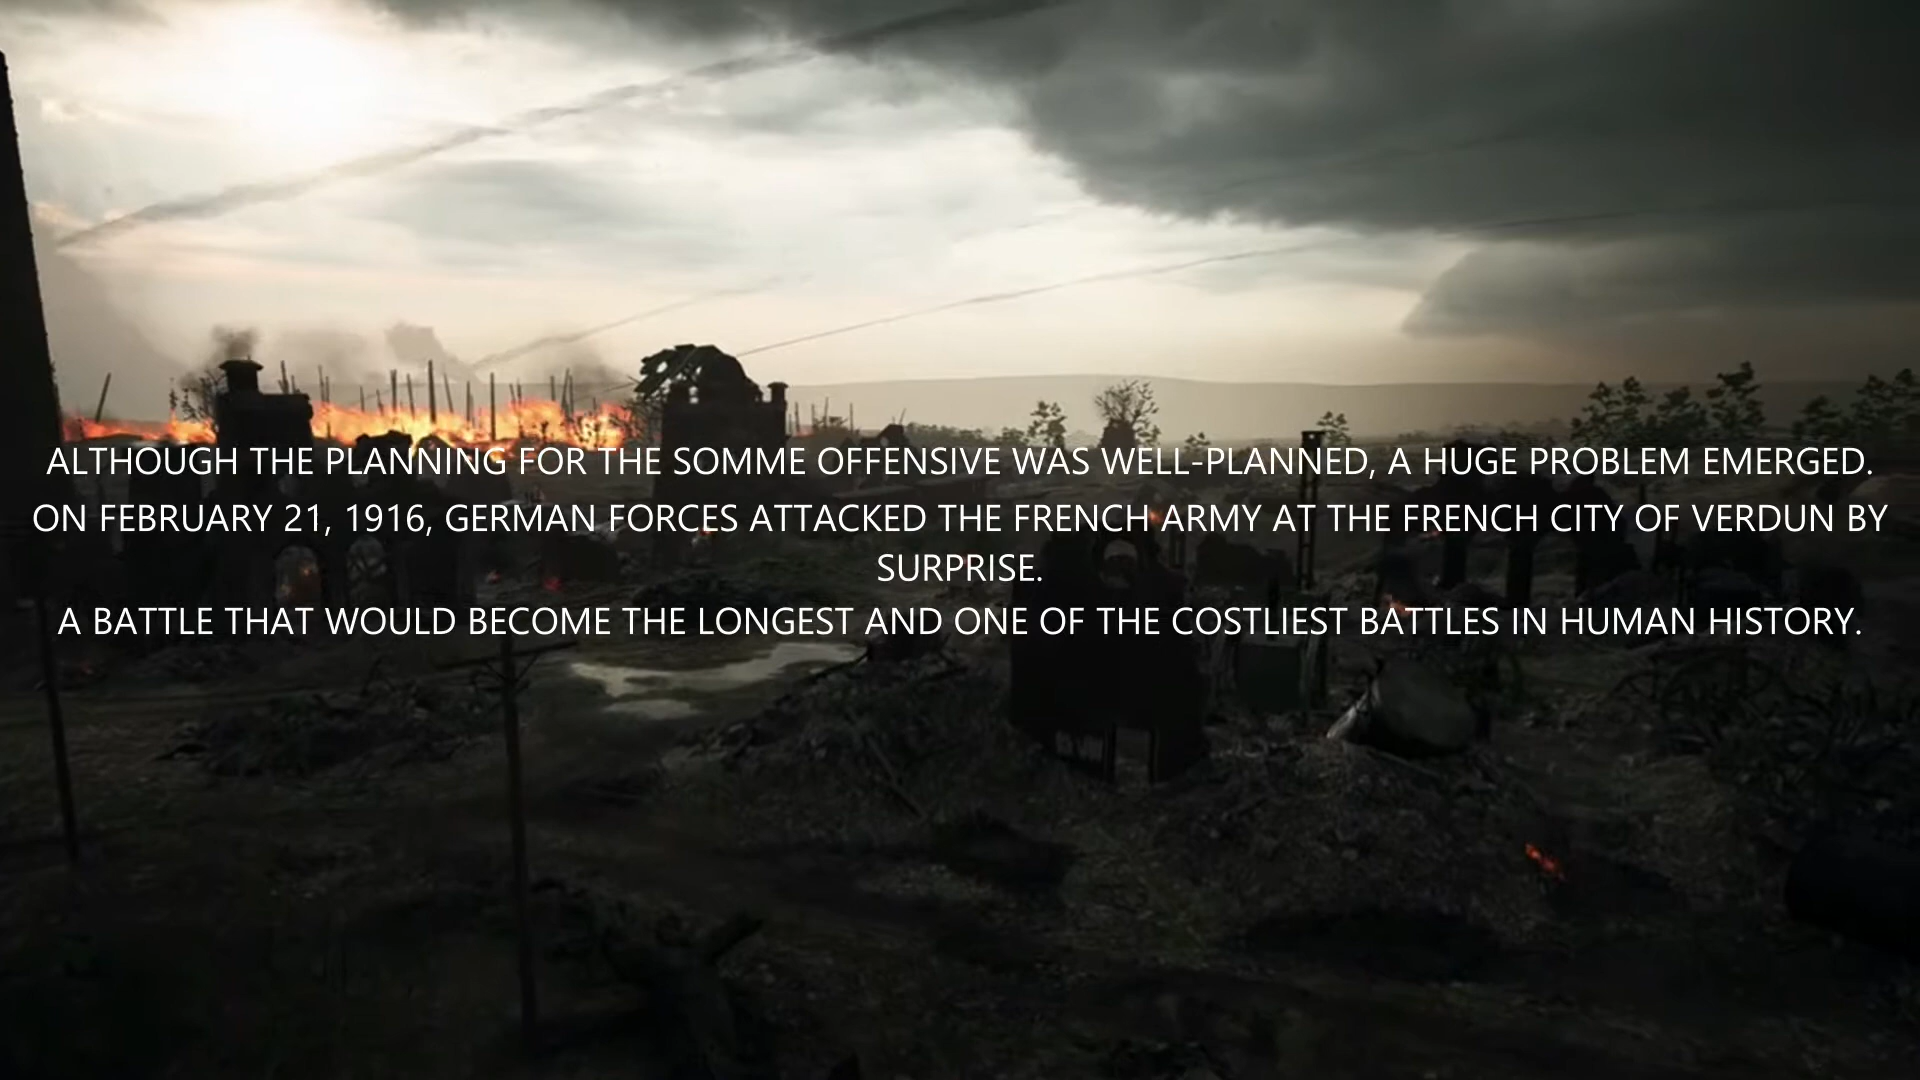 ALTHOUGH THE PLANNING FOR THE SOMME OFFENSIVE WAS WELL-PLANNED, A HUGE PROBLEM EMERGED.
ON FEBRUARY 21, 1916, GERMAN FORCES ATTACKED THE FRENCH ARMY AT THE FRENCH CITY OF VERDUN BY
SURPRISE.
A BATTLE THAT WOULD BECOME THE LONGEST AND ONE OF THE COSTLIEST BATTLES IN HUMAN HISTORY.